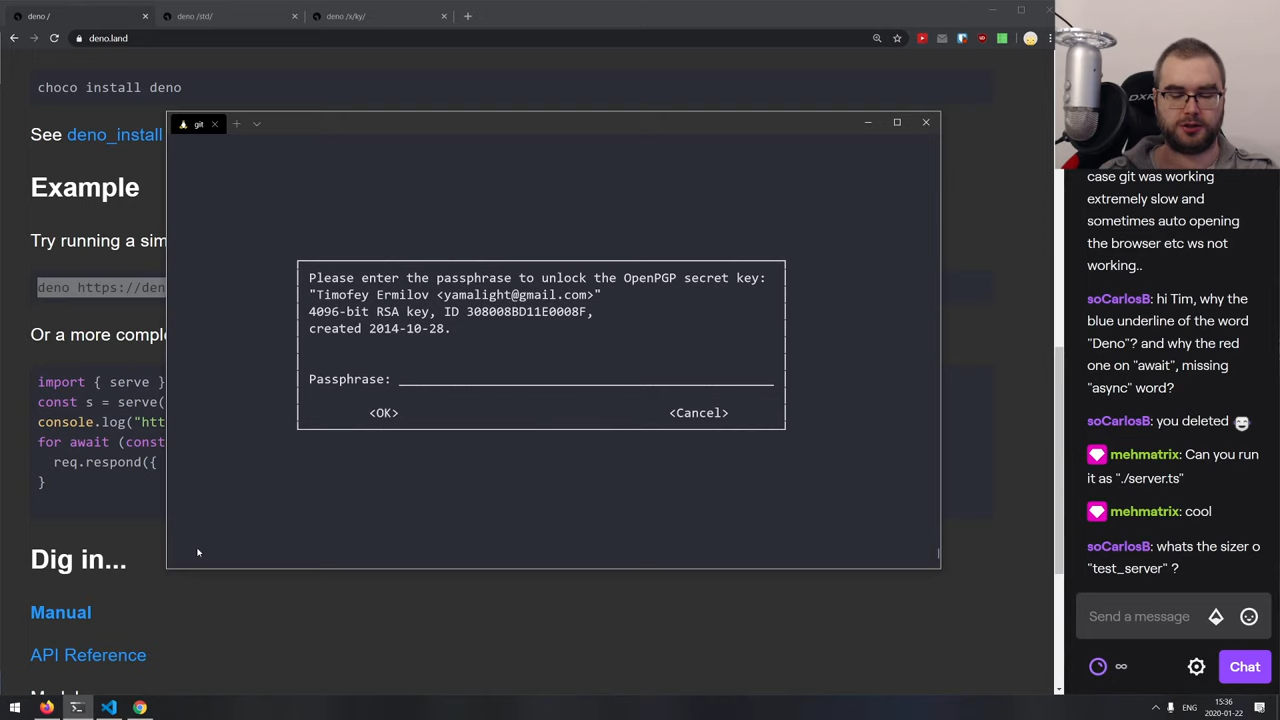 deno /
deno /std/
deno /x/ky/
deno.land
choco install deno
See deno_install
Example
Try running a sim
deno https://den
Or a more comple
import { serve }
const s = serve(
console.log("htt
for await (const
req.respond({
}
Dig in...
Manual
API Reference
git
Please enter the passphrase to unlock the OpenPGP secret key:
"Timofey Ermilov <yamalight@gmail.com>"
4096-bit RSA key, ID 308008BD11E0008F,
created 2014-10-28.
Passphrase:
<OK>
<Cancel>
DXR
case git was working
extremely slow and
sometimes auto opening
the browser etc ws not
working..
soCarlosB: hi Tim, why the
blue underline of the word
"Deno"? and why the red
one on "await", missing
"async" word?
soCarlosB: you deleted
mehmatrix: Can you run
it as "./server.ts"
mehmatrix: cool
soCarlosB: whats the sizer o
"test_server" ?
Send a message
∞
Chat
ENG
15:36
2020-01-22